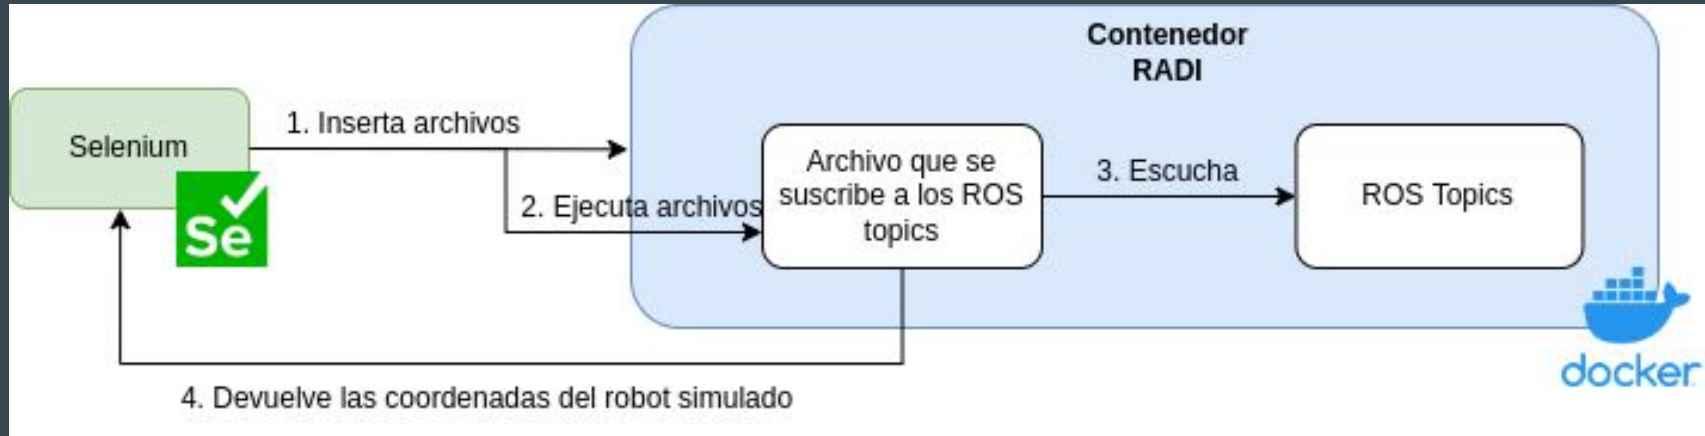 Contenedor
RADI
Selenium
Se
1. Inserta archivos
2. Ejecuta archivos
Archivo que se
suscribe a los ROS
topics
3. Escucha
ROS Topics
docker
4. Devuelve las coordenadas del robot simulado